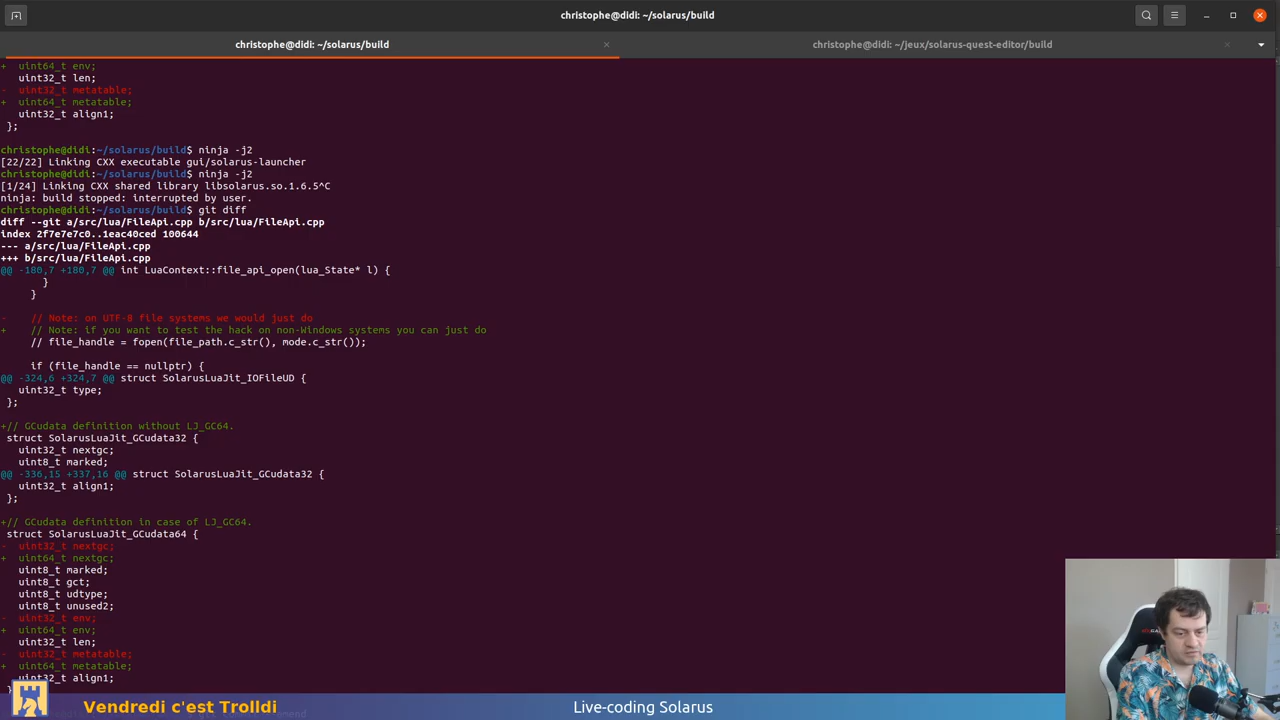 christophe@didi: ~/solarus/build
christophe@didi: ~/solarus/build
christophe@didi: ~/jeux/solarus-quest-editor/build
+  uint64_t env;
   uint32_t len;
-  uint32_t metatable;
+  uint64_t metatable;
   uint32_t align1;
 };
christophe@didi:~/solarus/build$ ninja -j2
[22/22] Linking CXX executable gui/solarus-launcher
christophe@didi:~/solarus/build$ ninja -j2
[1/24] Linking CXX shared library libsolarus.so.1.6.5^C
ninja: build stopped: interrupted by user.
christophe@didi:~/solarus/build$ git diff
diff --git a/src/lua/FileApi.cpp b/src/lua/FileApi.cpp
index 2f7e7e7c0..1eac40ced 100644
--- a/src/lua/FileApi.cpp
+++ b/src/lua/FileApi.cpp
@@ -180,7 +180,7 @@ int LuaContext::file_api_open(lua_State* l) {
       }
     }
-    // Note: on UTF-8 file systems we would just do
+    // Note: if you want to test the hack on non-Windows systems you can just do
     // file_handle = fopen(file_path.c_str(), mode.c_str());
     if (file_handle == nullptr) {
@@ -324,6 +324,7 @@ struct SolarusLuaJit_IOFileUD {
   uint32_t type;
 };
+// GCudata definition without LJ_GC64.
 struct SolarusLuaJit_GCudata32 {
   uint32_t nextgc;
   uint8_t marked;
@@ -336,15 +337,16 @@ struct SolarusLuaJit_GCudata32 {
   uint32_t align1;
 };
+// GCudata definition in case of LJ_GC64.
 struct SolarusLuaJit_GCudata64 {
-  uint32_t nextgc;
+  uint64_t nextgc;
   uint8_t marked;
   uint8_t gct;
   uint8_t udtype;
   uint8_t unused2;
-  uint32_t env;
+  uint64_t env;
   uint32_t len;
-  uint32_t metatable;
+  uint64_t metatable;
   uint32_t align1;
Vendredi c'est Trolldi
Live-coding Solarus